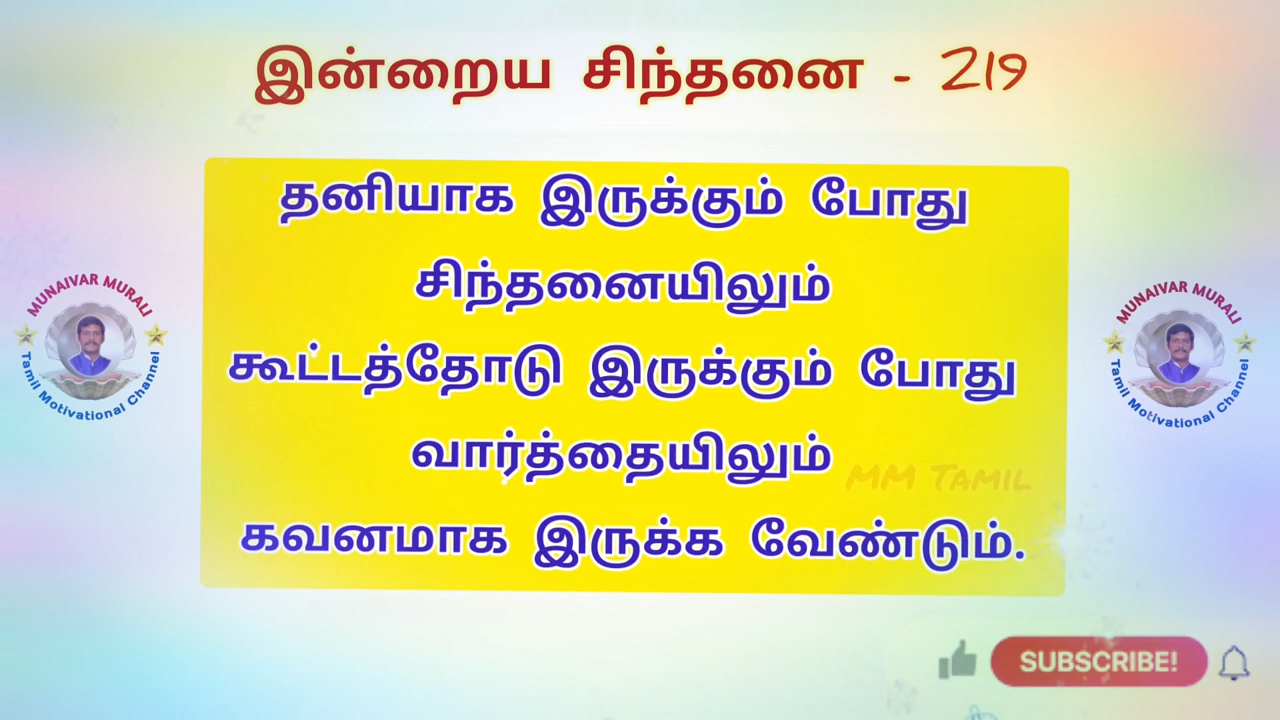 இன்றைய சிந்தனை - 219
தனியாக இருக்கும் போது
சிந்தனையிலும்
கூட்டத்தோடு இருக்கும் போது
வார்த்தையிலும்
கவனமாக இருக்க வேண்டும்.
MM TAMIL
MUNAIVAR MURALI
Tamil Motivational Channel
MUNAIVAR MURALI
Tamil Motivational Channel
SUBSCRIBE!